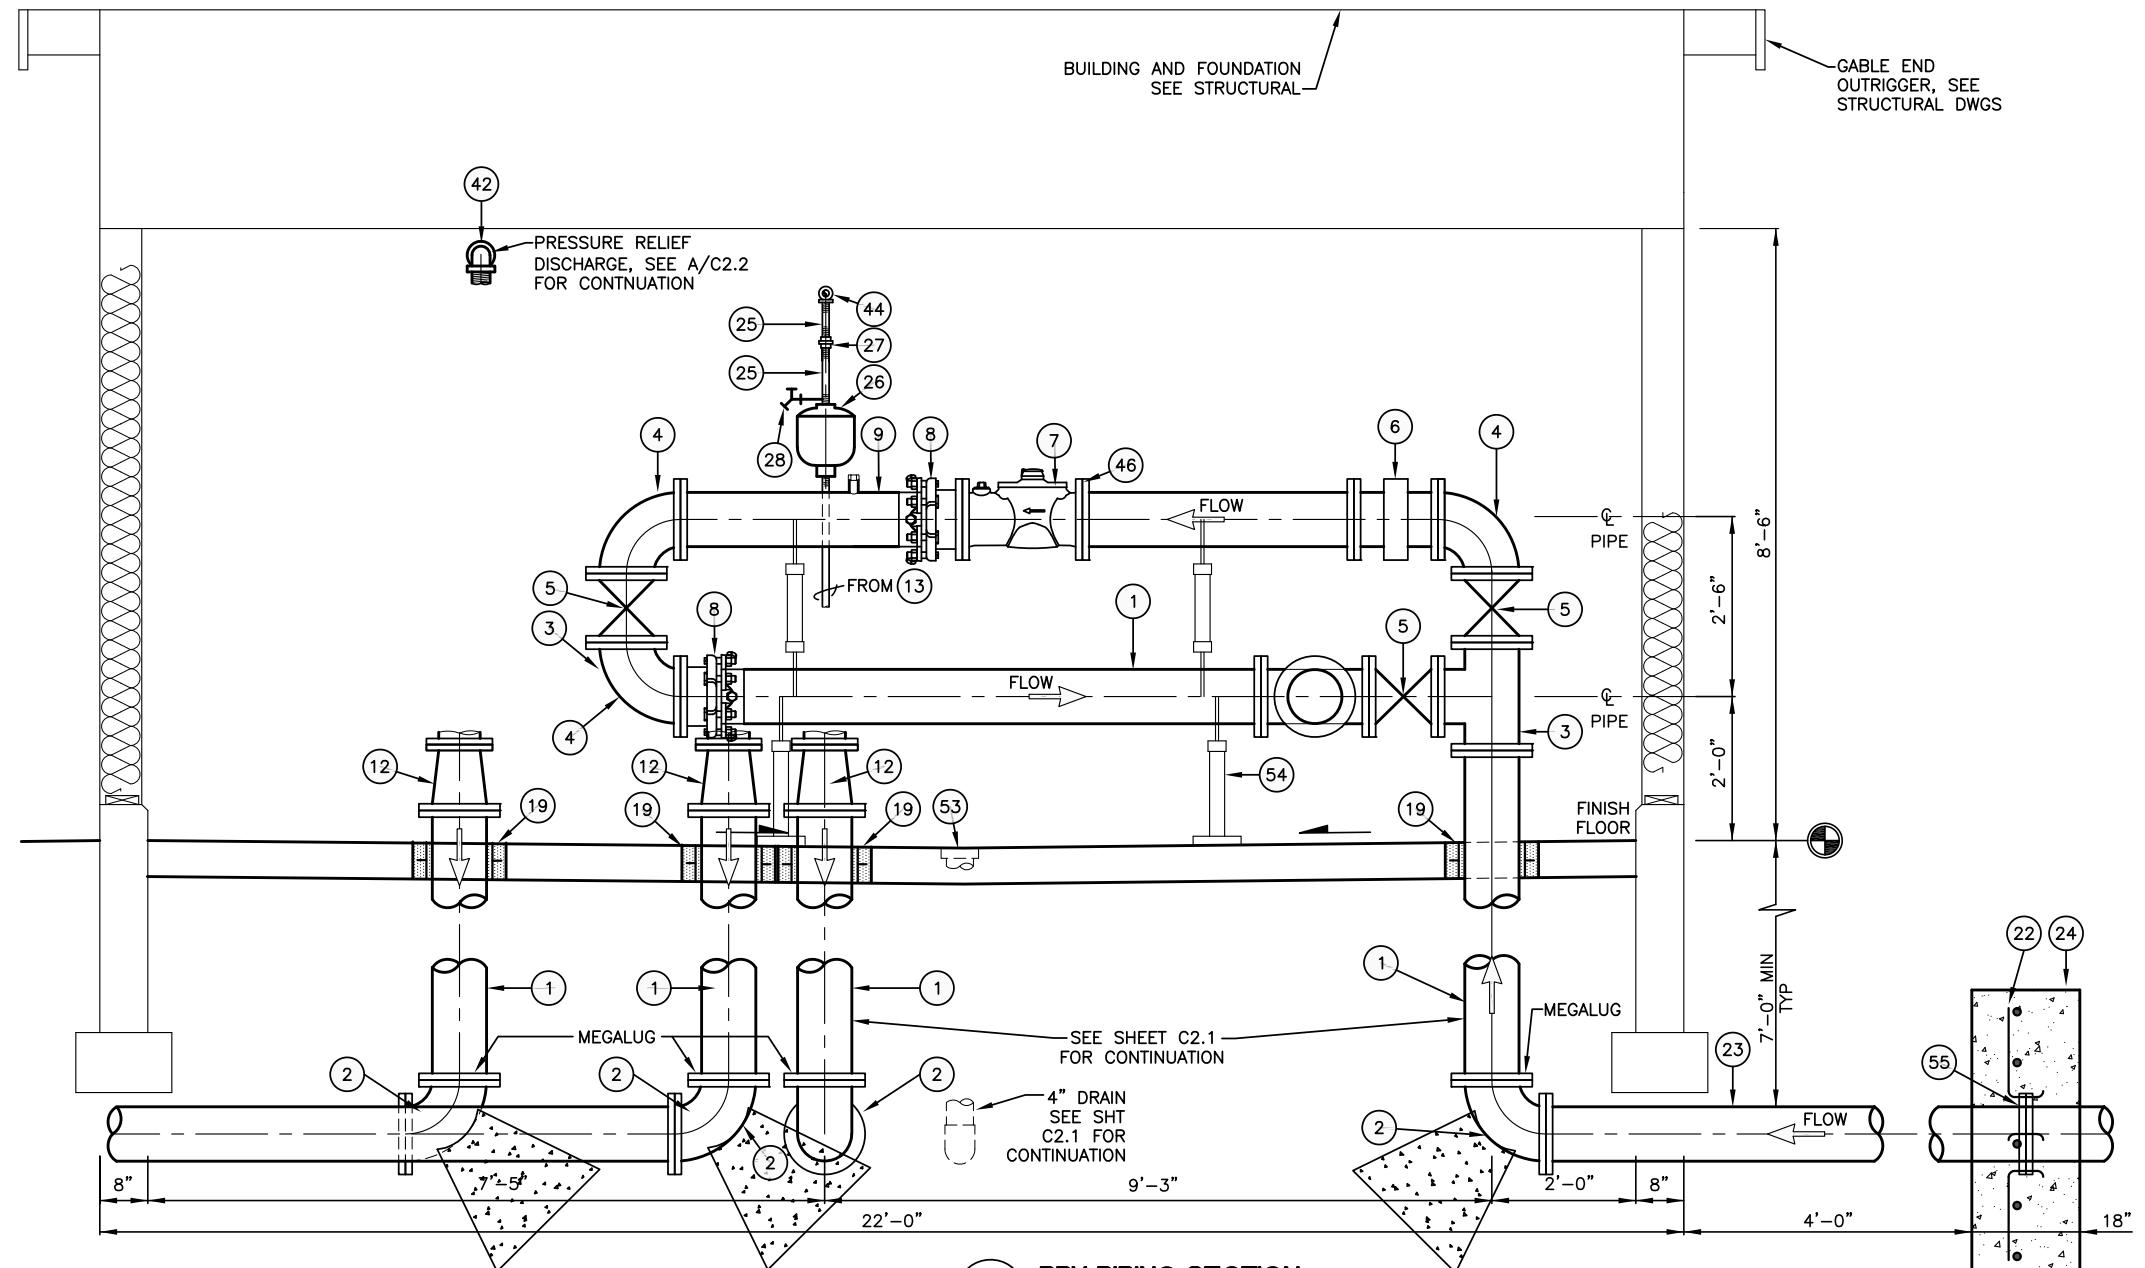 BUILDING AND FOUNDATION
SEE STRUCTURAL
GABLE END
OUTRIGGER, SEE
STRUCTURAL DWGS
42
PRESSURE RELIEF
DISCHARGE, SEE A/C2.2
FOR CONTNUATION
44
25
27
25
26
28
4
9
8
7
46
6
4
FLOW
℄
PIPE
8'-6"
2'-6"
FROM 13
5
3
8
1
5
5
FLOW
℄
PIPE
4
3
2'-0"
12
12
12
54
19
19
19
53
19
FINISH
FLOOR
1
1
1
1
22
24
7'-0" MIN
TYP
MEGALUG
SEE SHEET C2.1
FOR CONTINUATION
MEGALUG
23
55
2
2
2
2
2
4" DRAIN
SEE SHT
C2.1 FOR
CONTINUATION
FLOW
8"
7'-5"
9'-3"
2'-0"
8"
22'-0"
4'-0"
18"
PRV PIPING SECTION